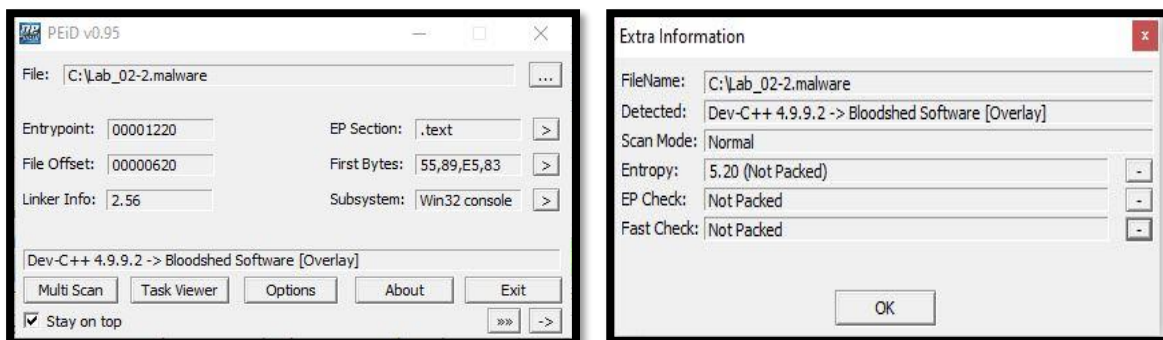 PEiD v0.95
File: C:\Lab_02-2.malware ...
Entrypoint: 00001220 EP Section: .text >
File Offset: 00000620 First Bytes: 55,89,E5,83 >
Linker Info: 2.56 Subsystem: Win32 console >
Dev-C++ 4.9.9.2 -> Bloodshed Software [Overlay]
Multi Scan Task Viewer Options About Exit
Stay on top »» ->
Extra Information x
FileName: C:\Lab_02-2.malware
Detected: Dev-C++ 4.9.9.2 -> Bloodshed Software [Overlay]
Scan Mode: Normal
Entropy: 5.20 (Not Packed) -
EP Check: Not Packed -
Fast Check: Not Packed -
OK